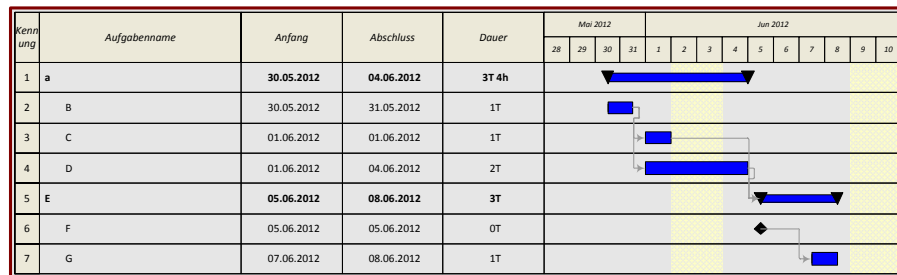 Kenn
ung
Aufgabenname
Anfang
Abschluss
Dauer
Mai 2012
Jun 2012
28 29 30 31 1 2 3 4 5 6 7 8 9 10
1 a 30.05.2012 04.06.2012 3T 4h
2 B 30.05.2012 31.05.2012 1T
3 C 01.06.2012 01.06.2012 1T
4 D 01.06.2012 04.06.2012 2T
5 E 05.06.2012 08.06.2012 3T
6 F 05.06.2012 05.06.2012 0T
7 G 07.06.2012 08.06.2012 1T